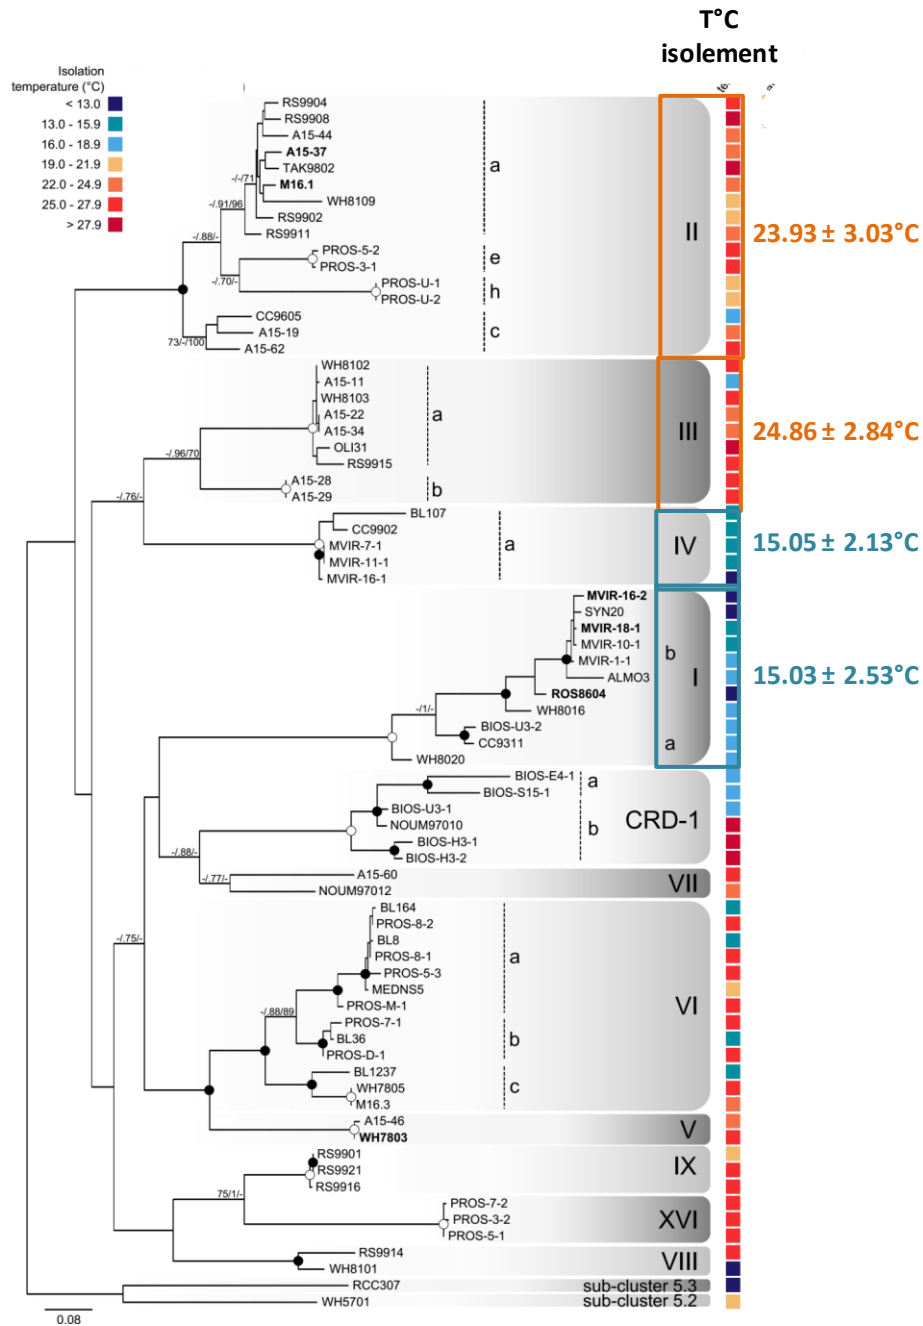 T°C
isolement
Isolation
temperature (°C)
< 13.0
13.0 - 15.9
16.0 - 18.9
19.0 - 21.9
22.0 - 24.9
25.0 - 27.9
> 27.9
RS9904
RS9908
A15-44
A15-37
TAK9802
M16.1
WH8109
RS9902
RS9911
PROS-5-2
PROS-3-1
PROS-U-1
PROS-U-2
CC9605
A15-19
A15-62
-/-/71
-/.91/96
-/.88/-
-/.70/-
73/-/100
a
e
h
c
II
23.93 ± 3.03°C
WH8102
A15-11
WH8103
A15-22
A15-34
OLI31
RS9915
A15-28
A15-29
-/.96/70
-/.76/-
a
b
III
24.86 ± 2.84°C
BL107
CC9902
MVIR-7-1
MVIR-11-1
MVIR-16-1
a
IV
15.05 ± 2.13°C
MVIR-16-2
SYN20
MVIR-18-1
MVIR-10-1
MVIR-1-1
ALMO3
ROS8604
WH8016
BIOS-U3-2
CC9311
WH8020
-/1/-
b
a
I
15.03 ± 2.53°C
BIOS-E4-1
BIOS-S15-1
BIOS-U3-1
NOUM97010
BIOS-H3-1
BIOS-H3-2
a
b
CRD-1
-/.88/-
-/.77/-
A15-60
NOUM97012
VII
-/.75/-
BL164
PROS-8-2
BL8
PROS-8-1
PROS-5-3
MEDNS5
PROS-M-1
PROS-7-1
BL36
PROS-D-1
BL1237
WH7805
M16.3
-/.88/89
a
b
c
VI
A15-46
WH7803
V
RS9901
RS9921
RS9916
IX
75/1/-
PROS-7-2
PROS-3-2
PROS-5-1
XVI
RS9914
WH8101
VIII
RCC307
sub-cluster 5.3
WH5701
sub-cluster 5.2
0.08